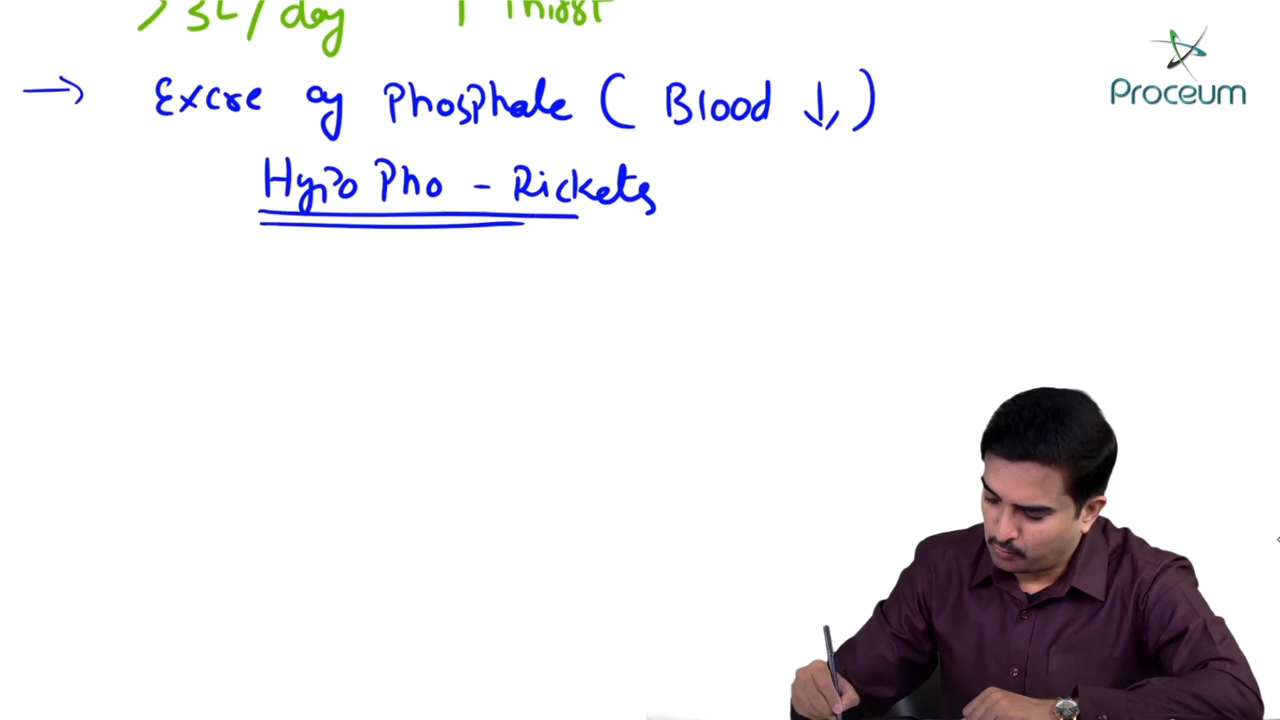 > 3L/day ↑ Thirst
Proceum
→ Excre of Phosphate ( Blood ↓, )
Hypo Pho - Rickets